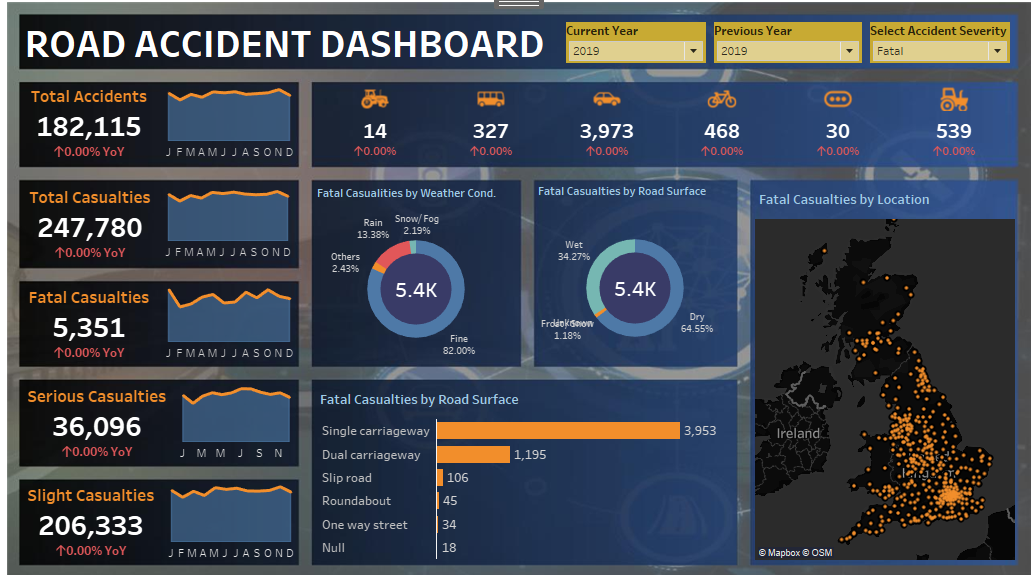 ROAD ACCIDENT DASHBOARD
Current Year
2019
Previous Year
2019
Select Accident Severity
Fatal
Total Accidents
182,115
↑0.00% YoY
J F M A M J J A S O N D
14
↑0.00%
327
↑0.00%
3,973
↑0.00%
468
↑0.00%
30
↑0.00%
539
↑0.00%
Total Casualties
247,780
↑0.00% YoY
J F M A M J J A S O N D
Fatal Casualties
5,351
↑0.00% YoY
J F M A M J J A S O N D
Serious Casualties
36,096
↑0.00% YoY
J M M J S N
Slight Casualties
206,333
↑0.00% YoY
J F M A M J J A S O N D
Fatal Casualities by Weather Cond.
Snow/ Fog
2.19%
Rain
13.38%
Others
2.43%
5.4K
Fine
82.00%
Fatal Casualties by Road Surface
Wet
34.27%
5.4K
Frost/ Snow
1.18%
Dry
64.55%
Fatal Casualties by Road Surface
Single carriageway 3,953
Dual carriageway 1,195
Slip road 106
Roundabout 45
One way street 34
Null 18
Fatal Casualties by Location
Ireland
© Mapbox © OSM